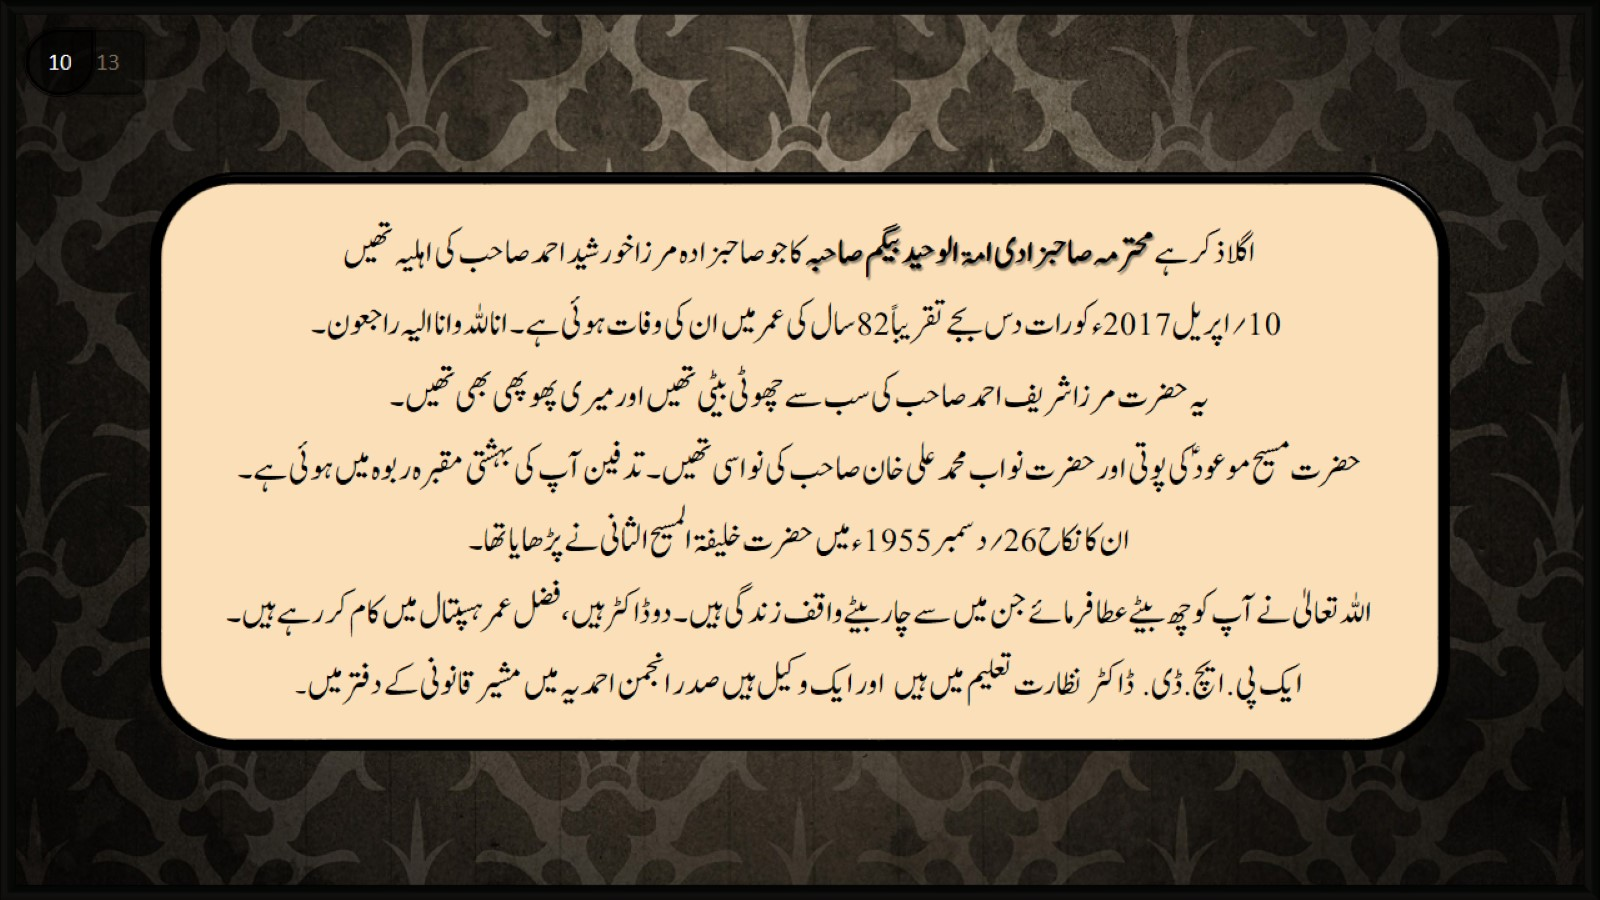 10 13
اگلا ذکر ہے محترمہ صاحبزادی امۃ الوحید بیگم صاحبہ کا جو صاحبزادہ مرزا خورشید احمد صاحب کی اہلیہ تھیں
10؍اپریل 2017ء کو رات دس بجے تقریباً 82 سال کی عمر میں ان کی وفات ہوئی ہے۔ اناللہ وانا الیہ راجعون۔
یہ حضرت مرزا شریف احمد صاحب کی سب سے چھوٹی بیٹی تھیں اور میری پھوپھی بھی تھیں۔
حضرت مسیح موعودؑ کی پوتی اور حضرت نواب محمد علی خان صاحب کی نواسی تھیں۔ تدفین آپ کی بہشتی مقبرہ ربوہ میں ہوئی ہے۔
ان کا نکاح 26؍دسمبر 1955ء میں حضرت خلیفۃ المسیح الثانی نے پڑھایا تھا۔
اللہ تعالیٰ نے آپ کو چھ بیٹے عطا فرمائے جن میں سے چار بیٹے واقف زندگی ہیں۔ دو ڈاکٹر ہیں، فضل عمر ہسپتال میں کام کر رہے ہیں۔
ایک پی.ایچ.ڈی. ڈاکٹر نظارت تعلیم میں ہیں اور ایک وکیل ہیں صدر انجمن احمدیہ میں مشیر قانونی کے دفتر میں۔